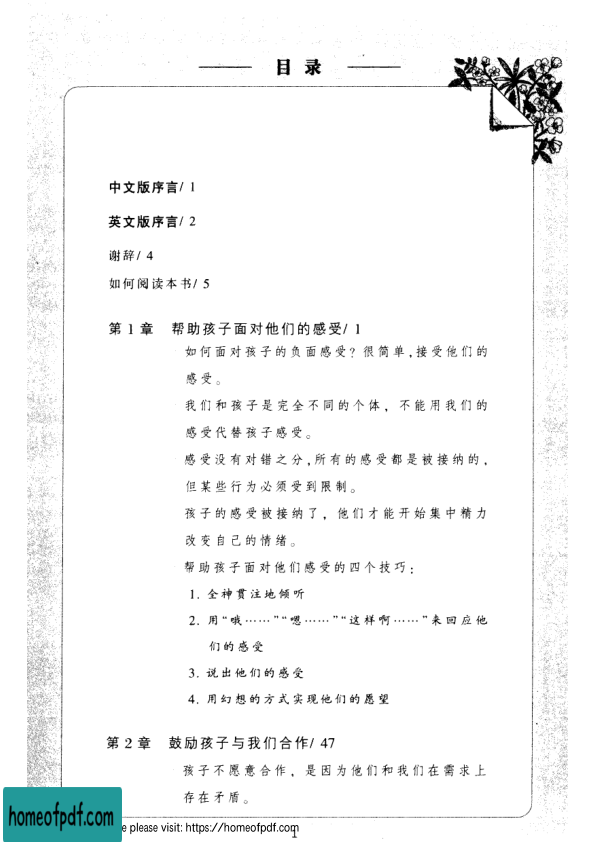 目录
中文版序言/ 1
英文版序言/ 2
谢辞/ 4
如何阅读本书/ 5
第 1 章 帮助孩子面对他们的感受/ 1
如何面对孩子的负面感受? 很简单,接受他们的
感受。
我们和孩子是完全不同的个体, 不能用我们的
感受代替孩子感受。
感受没有对错之分,所有的感受都是被接纳的,
但某些行为必须受到限制。
孩子的感受被接纳了, 他们才能开始集中精力
改变自己的情绪。
帮助孩子面对他们感受的四个技巧:
1. 全神贯注地倾听
2. 用“哦……”“嗯……”“这样啊……”来回应他
们的感受
3. 说出他们的感受
4. 用幻想的方式实现他们的愿望
第 2 章 鼓励孩子与我们合作/ 47
孩子不愿意合作, 是因为他们和我们在需求上
存在矛盾。
homeofpdf.com
please visit: https://homeofpdf.com
1